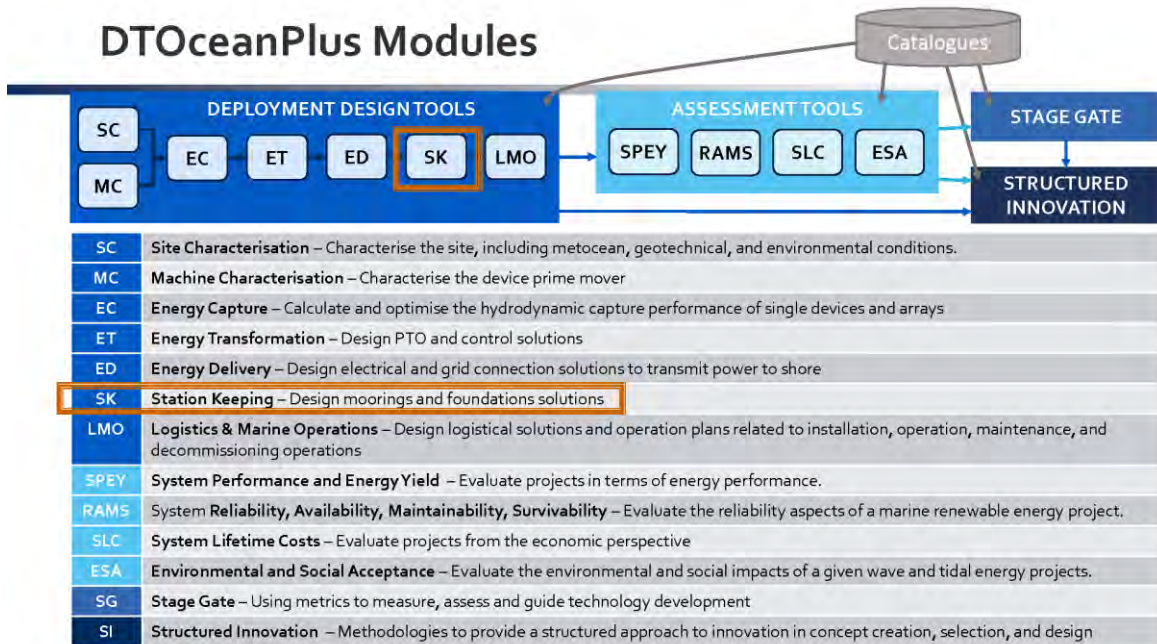 DTOceanPlus Modules
Catalogues
DEPLOYMENT DESIGN TOOLS
ASSESSMENT TOOLS
STAGE GATE
SC
MC
EC
ET
ED
SK
LMO
SPEY
RAMS
SLC
ESA
STRUCTURED
INNOVATION
SC Site Characterisation – Characterise the site, including metocean, geotechnical, and environmental conditions.
MC Machine Characterisation – Characterise the device prime mover
EC Energy Capture – Calculate and optimise the hydrodynamic capture performance of single devices and arrays
ET Energy Transformation – Design PTO and control solutions
ED Energy Delivery – Design electrical and grid connection solutions to transmit power to shore
SK Station Keeping – Design moorings and foundations solutions
LMO Logistics & Marine Operations – Design logistical solutions and operation plans related to installation, operation, maintenance, and
decommissioning operations
SPEY System Performance and Energy Yield – Evaluate projects in terms of energy performance.
RAMS System Reliability, Availability, Maintainability, Survivability – Evaluate the reliability aspects of a marine renewable energy project.
SLC System Lifetime Costs – Evaluate projects from the economic perspective
ESA Environmental and Social Acceptance – Evaluate the environmental and social impacts of a given wave and tidal energy projects.
SG Stage Gate – Using metrics to measure, assess and guide technology development
SI Structured Innovation – Methodologies to provide a structured approach to innovation in concept creation, selection, and design